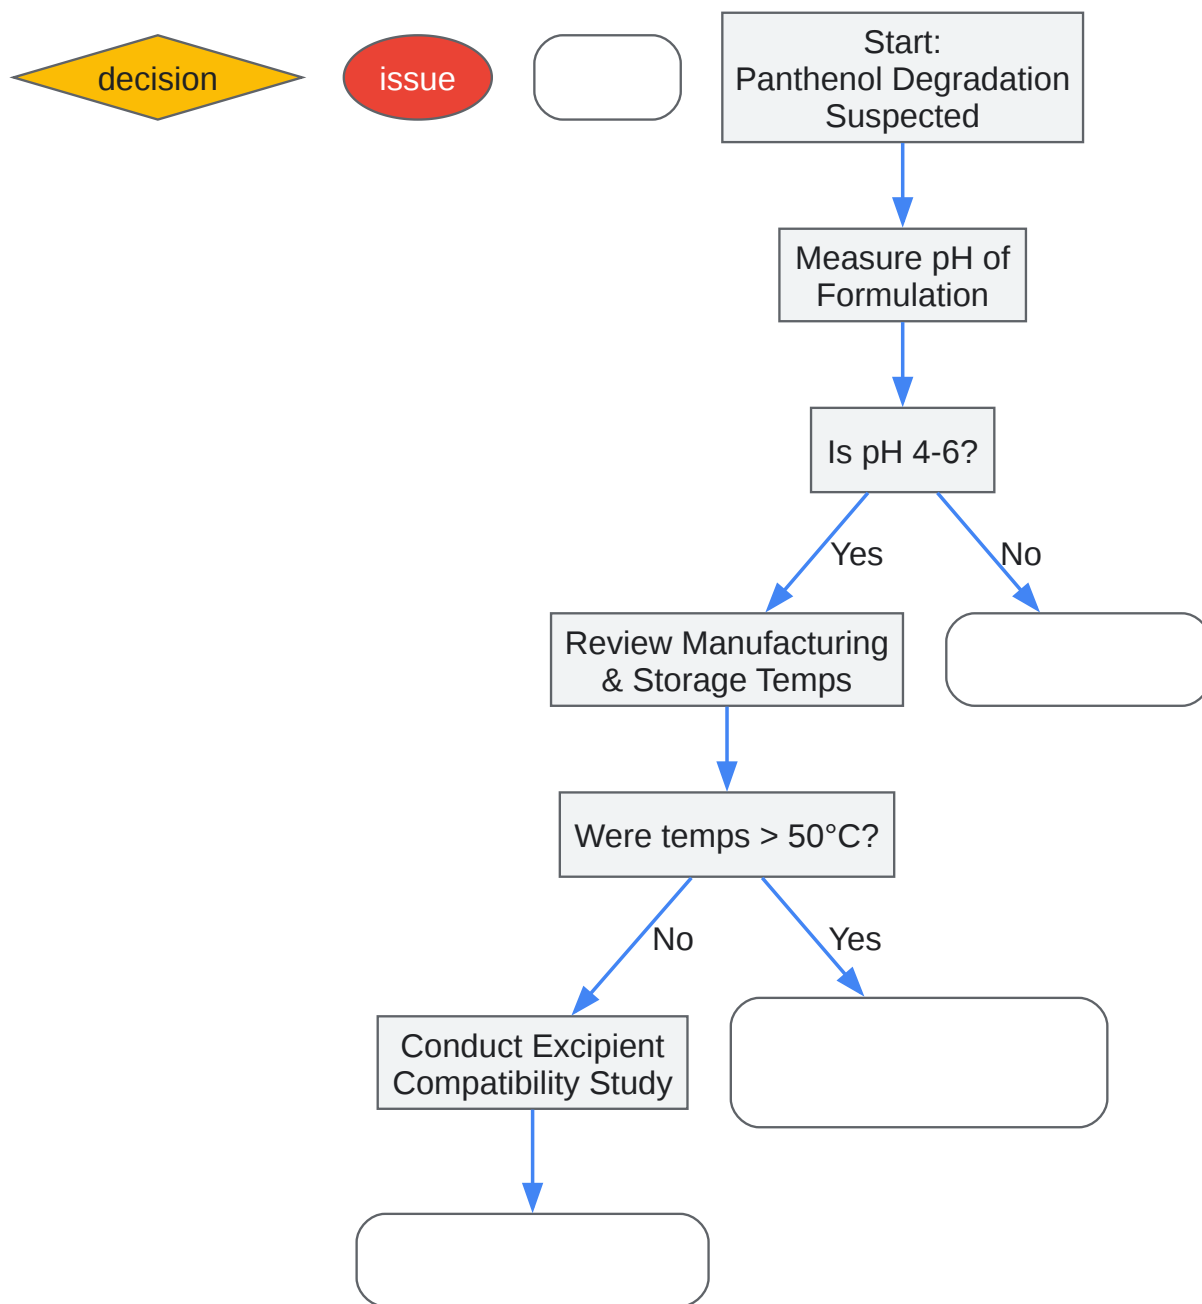 decision
issue
Start:
Panthenol Degradation
Suspected
Measure pH of
Formulation
Is pH 4-6?
Yes
No
Review Manufacturing
& Storage Temps
Were temps > 50°C?
No
Yes
Conduct Excipient
Compatibility Study